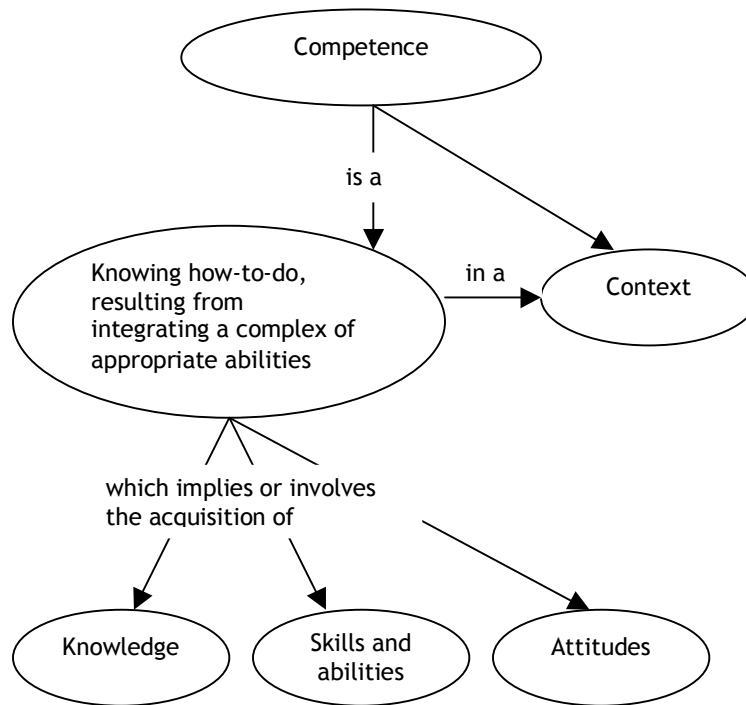 Competence
is a
Knowing how-to-do,
resulting from
integrating a complex of
appropriate abilities
in a
Context
which implies or involves
the acquisition of
Knowledge
Skills and
abilities
Attitudes